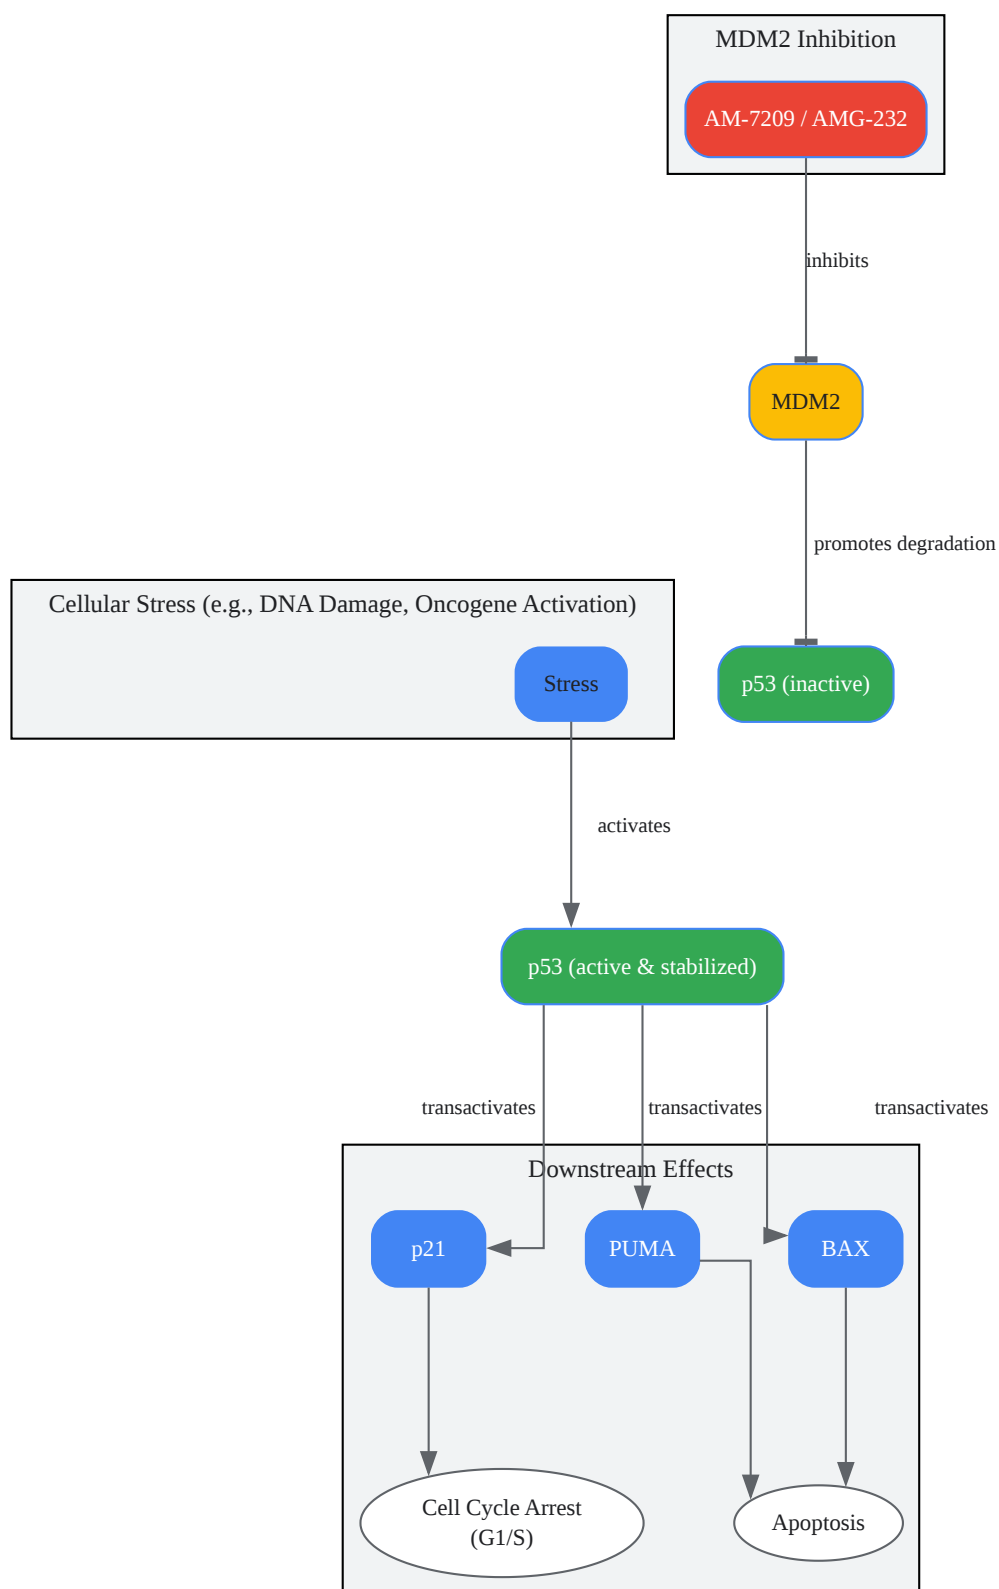 MDM2 Inhibition
AM-7209 / AMG-232
inhibits
MDM2
promotes degradation
Cellular Stress (e.g., DNA Damage, Oncogene Activation)
Stress
p53 (inactive)
activates
p53 (active & stabilized)
transactivates
transactivates
transactivates
Downstream Effects
p21
PUMA
BAX
Cell Cycle Arrest
(G1/S)
Apoptosis